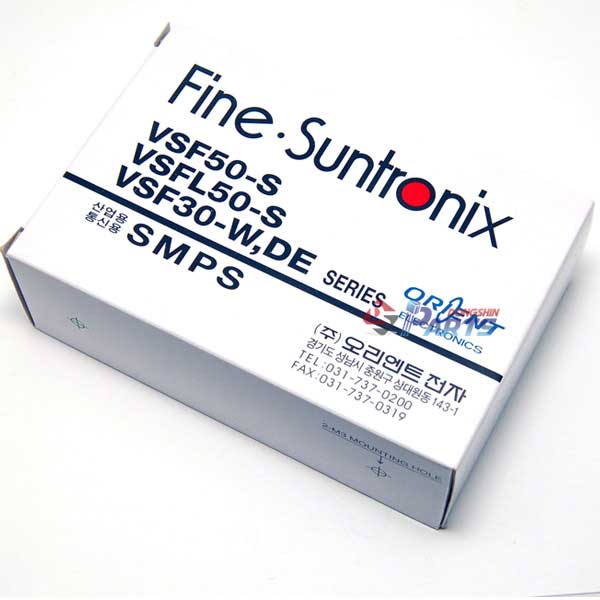 Fine·Suntronix
VSF50-S
VSFL50-S
VSF30-W,DE SERIES
산업용
통신용
SMPS
ORIENT
ELECTRONICS
DONGSHIN
PARTS
(주)오리엔트전자
경기도 성남시 중원구 상대원동 143-1
TEL:031-737-0200
FAX:031-737-0319
2-M3 MOUNTING HOLE